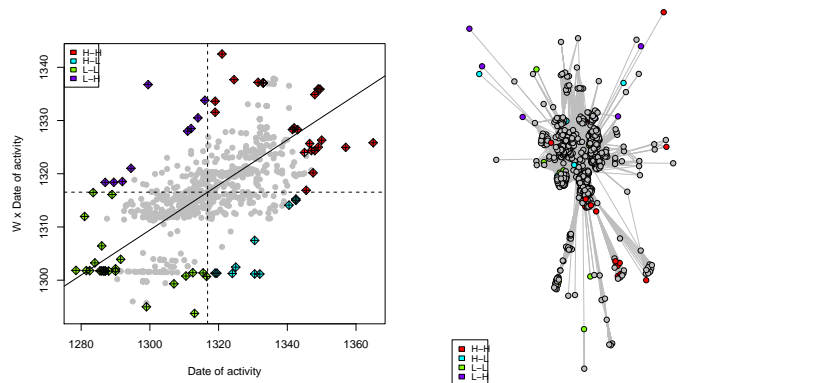 H-H
H-L
L-L
L-H
1340
1330
1320
1310
1300
W x Date of activity
1280 1300 1320 1340 1360
Date of activity
H-H
H-L
L-L
L-H